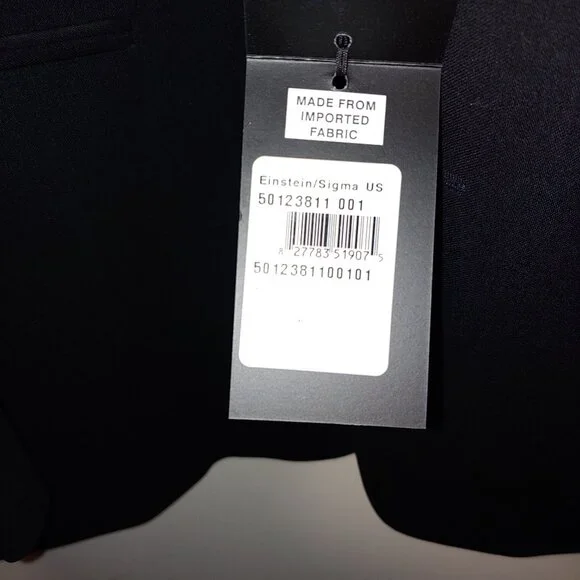 MADE FROM
IMPORTED
FABRIC
Einstein/Sigma US
50123811 001
8 27783 51907 5
5012381100101